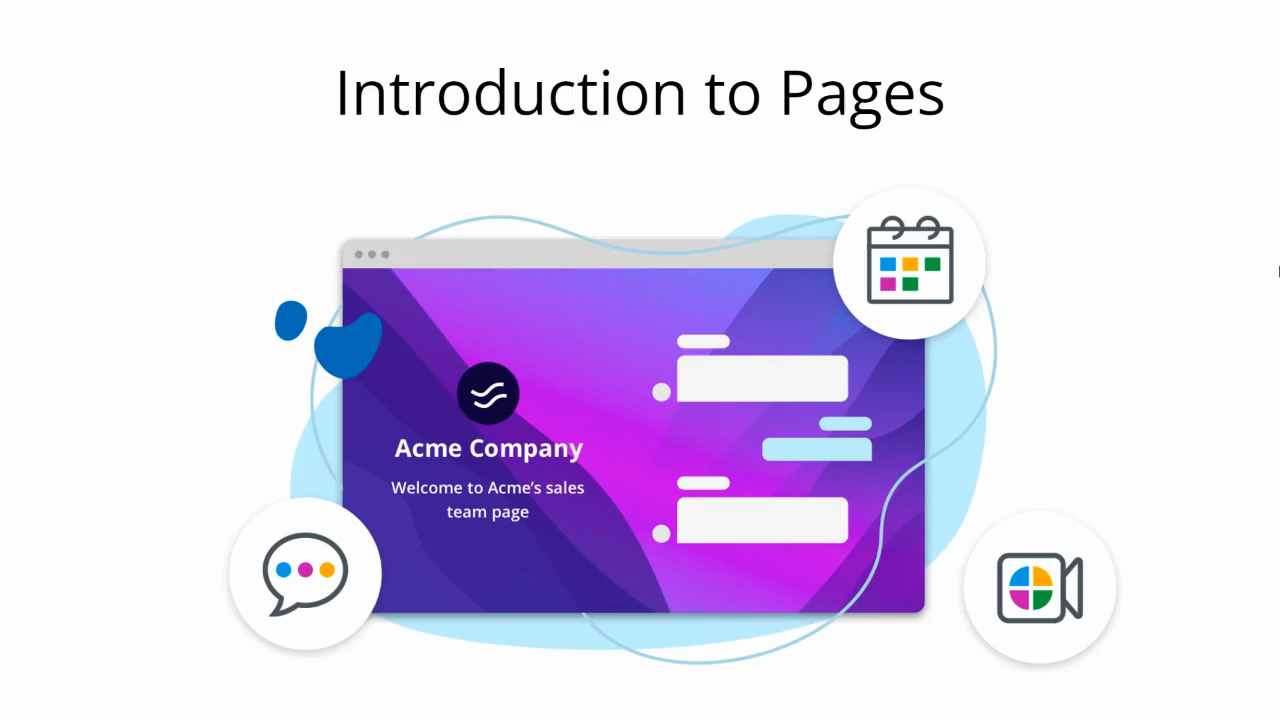 Introduction to Pages
Acme Company
Welcome to Acme’s sales
team page